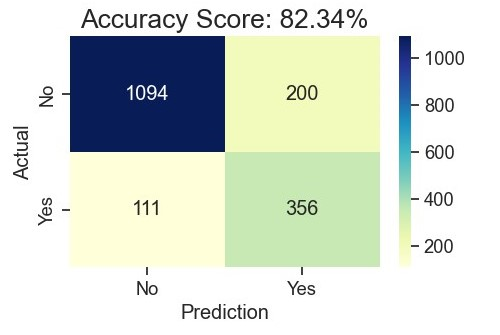 Accuracy Score: 82.34%
Actual
No
1094
200
Yes
111
356
No
Yes
Prediction
1000
800
600
400
200